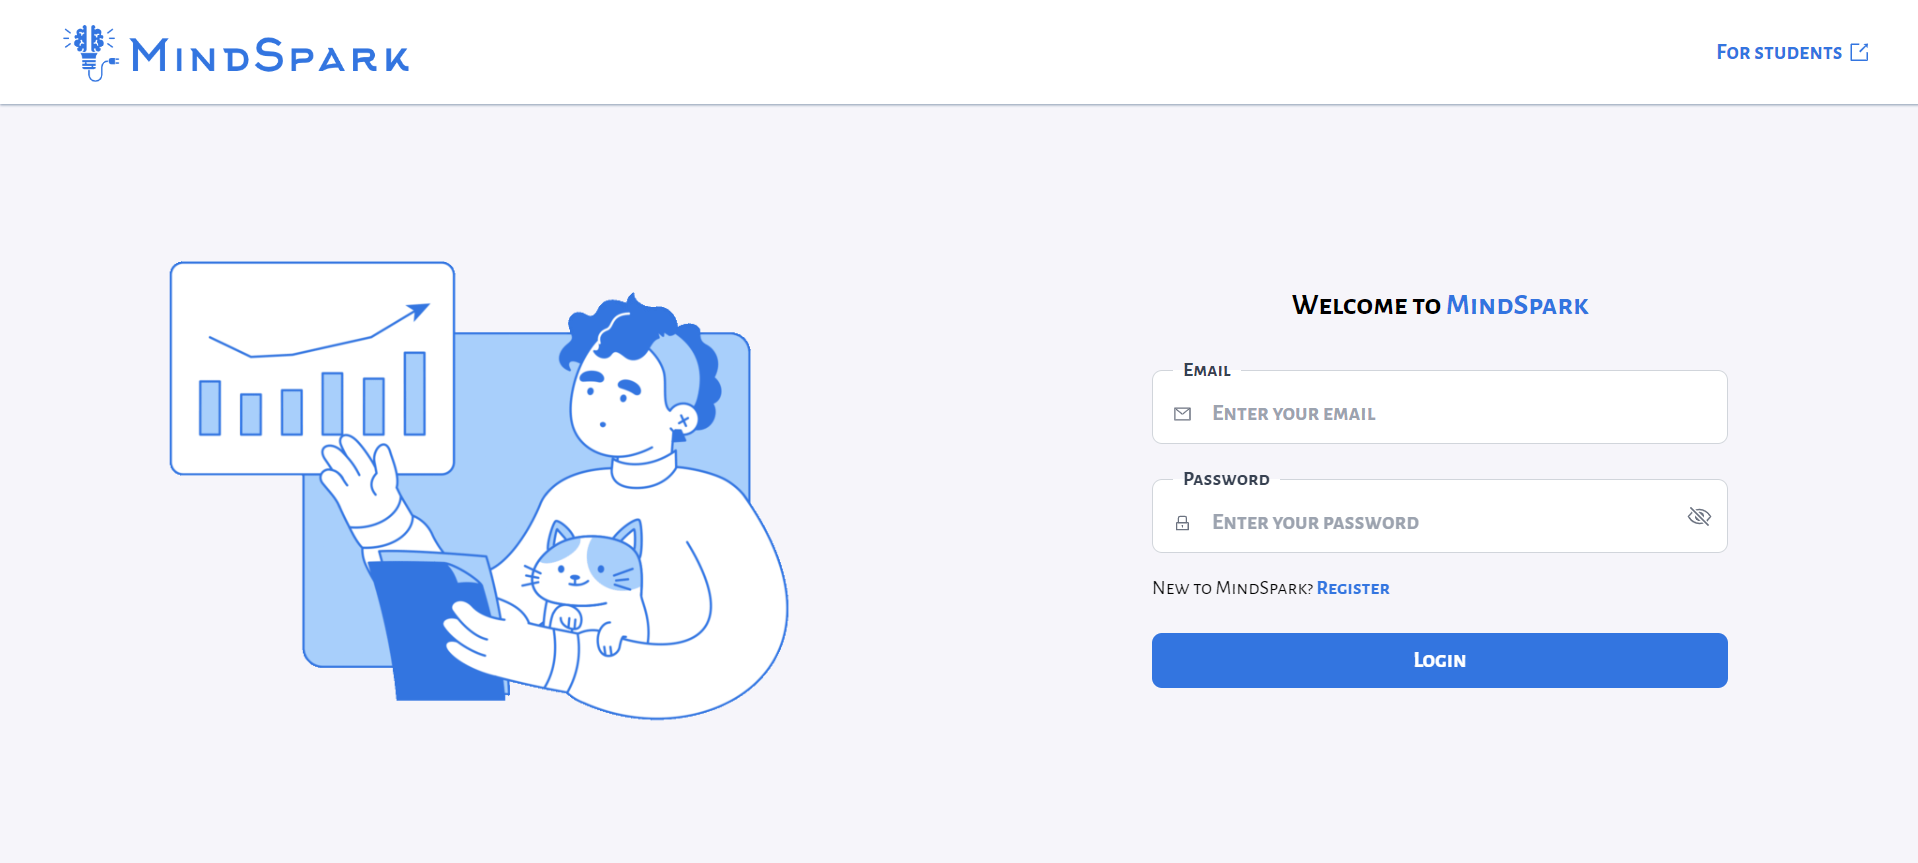 MindSpark
For students
Welcome to MindSpark
Email
Enter your email
Password
Enter your password
New to MindSpark? Register
Login